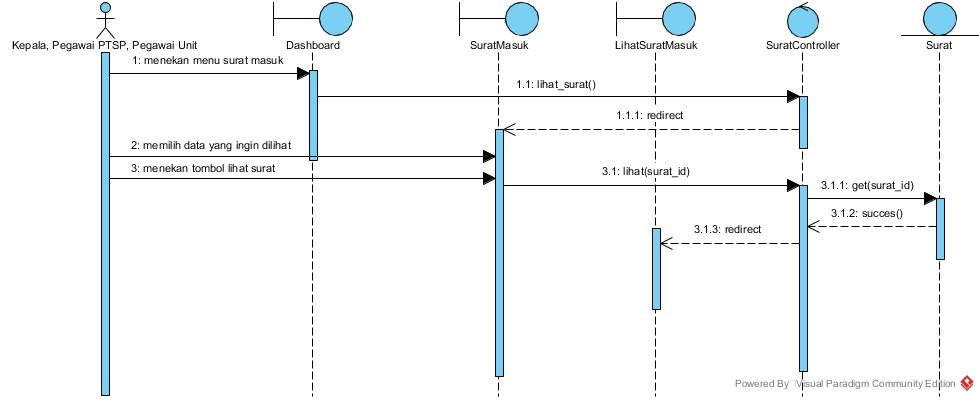 Kepala, Pegawai PTSP, Pegawai Unit
Dashboard
SuratMasuk
LihatSuratMasuk
SuratController
Surat
1: menekan menu surat masuk
1.1: lihat_surat()
1.1.1: redirect
2: memilih data yang ingin dilihat
3: menekan tombol lihat surat
3.1: lihat(surat_id)
3.1.1: get(surat_id)
3.1.2: succes()
3.1.3: redirect
Powered By Visual Paradigm Community Edition